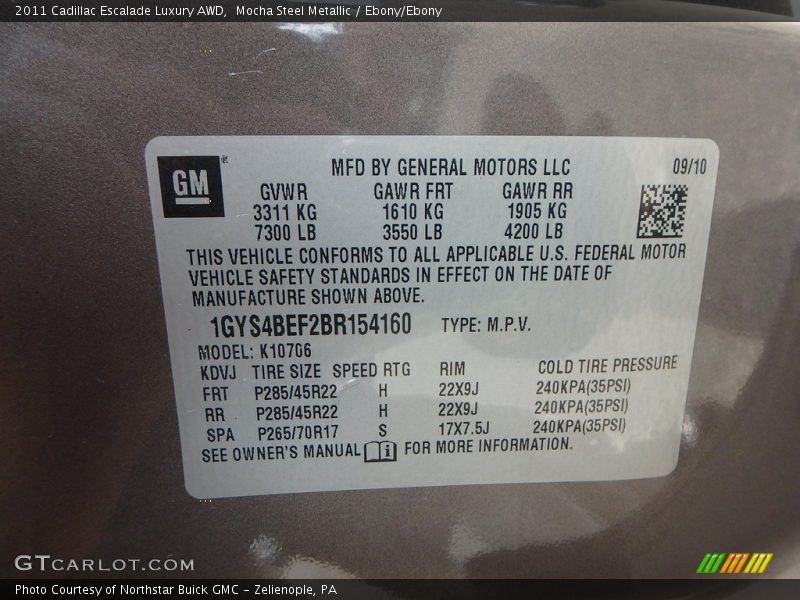 2011 Cadillac Escalade Luxury AWD,  Mocha Steel Metallic / Ebony/Ebony
GM®
MFD BY GENERAL MOTORS LLC 09/10
GVWR GAWR FRT GAWR RR
3311 KG 1610 KG 1905 KG
7300 LB 3550 LB 4200 LB
THIS VEHICLE CONFORMS TO ALL APPLICABLE U.S. FEDERAL MOTOR
VEHICLE SAFETY STANDARDS IN EFFECT ON THE DATE OF
MANUFACTURE SHOWN ABOVE.
1GYS4BEF2BR154160 TYPE: M.P.V.
MODEL: K10706
KDVJ TIRE SIZE SPEED RTG RIM COLD TIRE PRESSURE
FRT P285/45R22 H 22X9J 240KPA(35PSI)
RR P285/45R22 H 22X9J 240KPA(35PSI)
SPA P265/70R17 S 17X7.5J 240KPA(35PSI)
SEE OWNER'S MANUAL i FOR MORE INFORMATION.
GTCARLOT.COM
Photo Courtesy of Northstar Buick GMC – Zelienople, PA